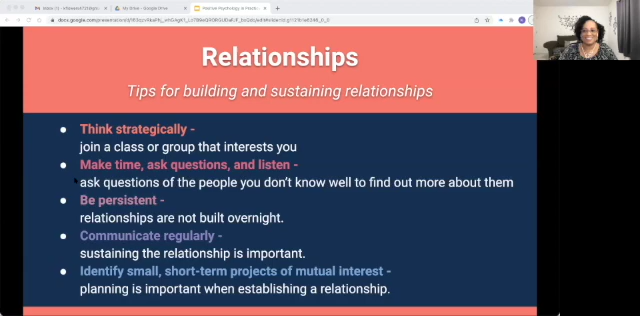 Relationships
Tips for building and sustaining relationships
● Think strategically -
join a class or group that interests you
● Make time, ask questions, and listen -
ask questions of the people you don't know well to find out more about them
● Be persistent -
relationships are not built overnight.
● Communicate regularly -
sustaining the relationship is important.
● Identify small, short-term projects of mutual interest -
planning is important when establishing a relationship.